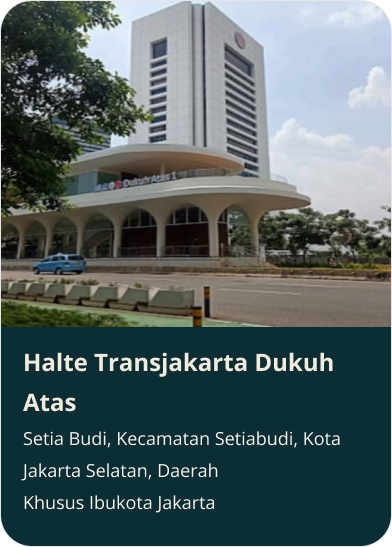 Dukuh Atas 1
Halte Transjakarta Dukuh
Atas
Setia Budi, Kecamatan Setiabudi, Kota
Jakarta Selatan, Daerah
Khusus Ibukota Jakarta